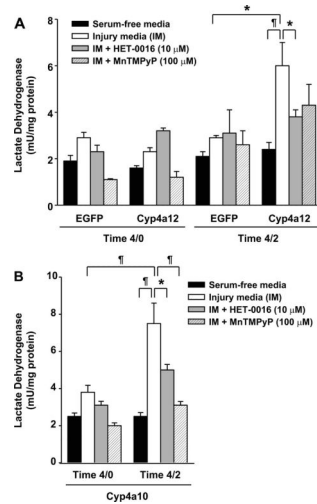 A
Serum-free media
Injury media (IM)
IM + HET-0016 (10 µM)
IM + MnTMPyP (100 µM)
Lactate Dehydrogenase
(mU/mg protein)
8
6
4
2
0
*
¶
*
EGFP
Cyp4a12
EGFP
Cyp4a12
Time 4/0
Time 4/2
B
Serum-free media
Injury media (IM)
IM + HET-0016 (10 µM)
IM + MnTMPyP (100 µM)
Lactate Dehydrogenase
(mU/mg protein)
10
8
6
4
2
0
¶
¶
¶
*
Time 4/0
Time 4/2
Cyp4a10